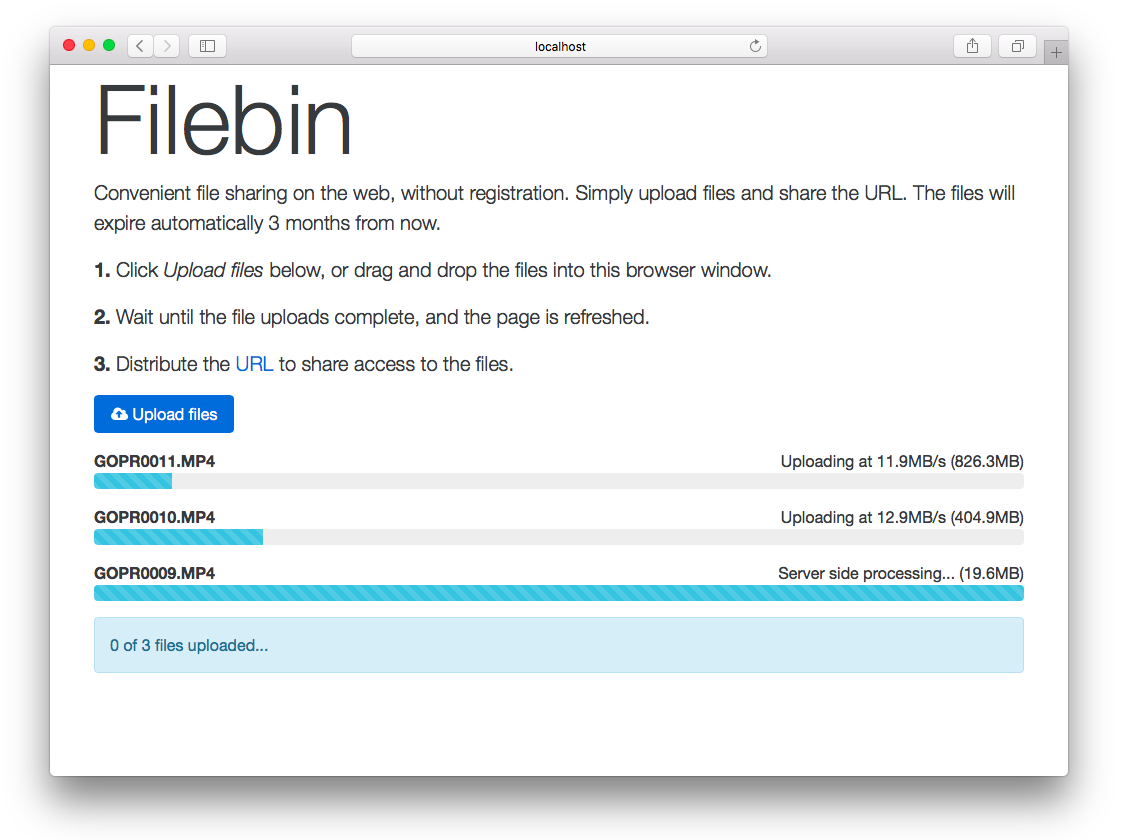 localhost
Filebin
Convenient file sharing on the web, without registration. Simply upload files and share the URL. The files will
expire automatically 3 months from now.
1. Click Upload files below, or drag and drop the files into this browser window.
2. Wait until the file uploads complete, and the page is refreshed.
3. Distribute the URL to share access to the files.
Upload files
GOPR0011.MP4 Uploading at 11.9MB/s (826.3MB)
GOPR0010.MP4 Uploading at 12.9MB/s (404.9MB)
GOPR0009.MP4 Server side processing... (19.6MB)
0 of 3 files uploaded...